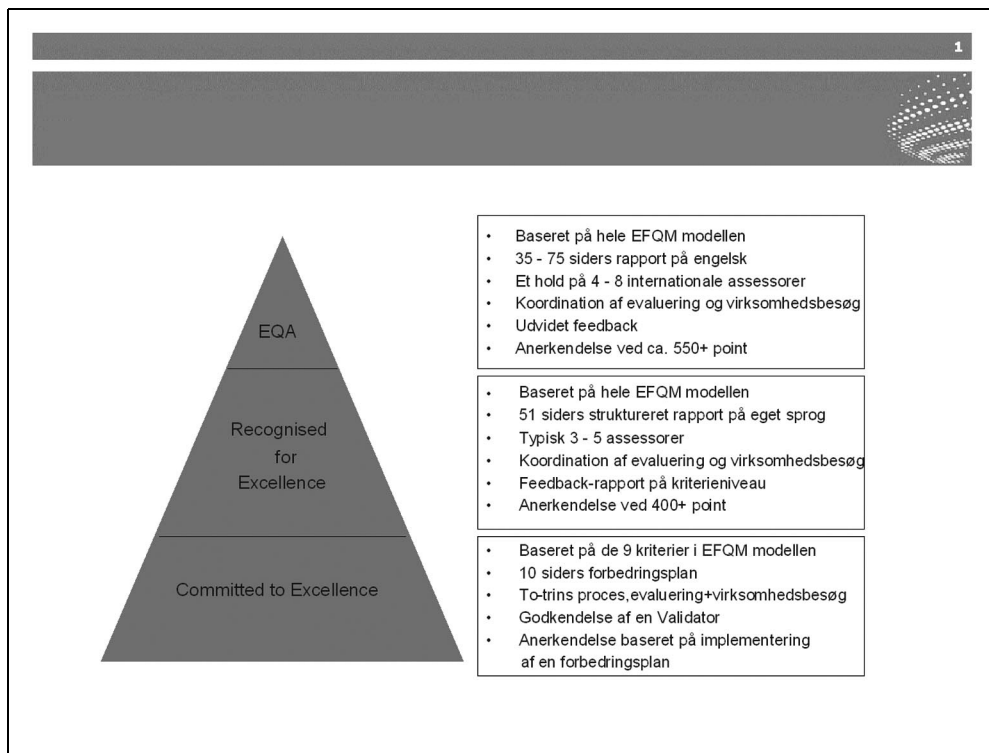 1
EQA
• Baseret på hele EFQM modellen
• 35 - 75 siders rapport på engelsk
• Et hold på 4 - 8 internationale assessorer
• Koordination af evaluering og virksomhedsbesøg
• Udvidet feedback
• Anerkendelse ved ca. 550+ point
Recognised
for
Excellence
• Baseret på hele EFQM modellen
• 51 siders struktureret rapport på eget sprog
• Typisk 3 - 5 assessorer
• Koordination af evaluering og virksomhedsbesøg
• Feedback-rapport på kriterieniveau
• Anerkendelse ved 400+ point
Committed to Excellence
• Baseret på de 9 kriterier i EFQM modellen
• 10 siders forbedringsplan
• To-trins proces,evaluering+virksomhedsbesøg
• Godkendelse af en Validator
• Anerkendelse baseret på implementering
af en forbedringsplan